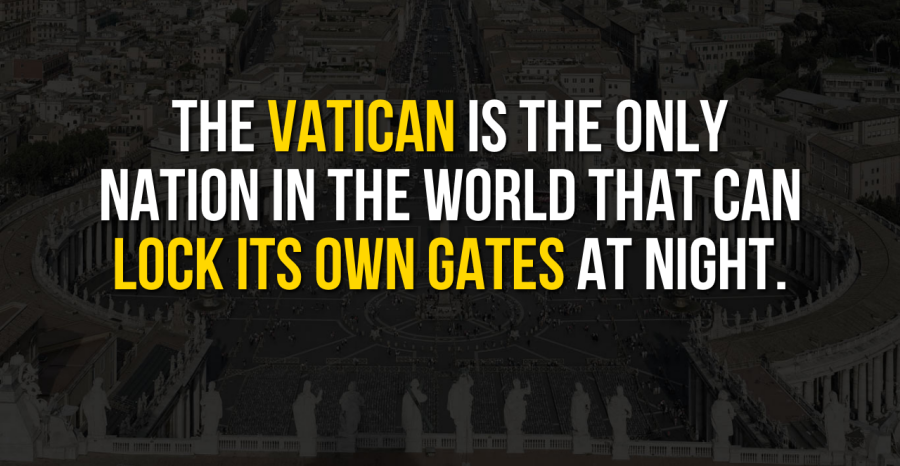 THE VATICAN IS THE ONLY
NATION IN THE WORLD THAT CAN
LOCK ITS OWN GATES AT NIGHT.